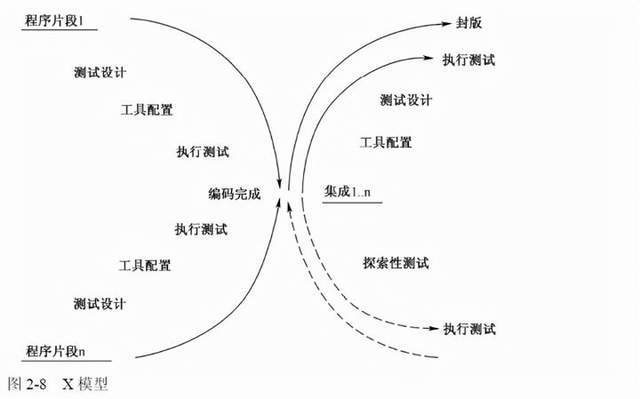 程序片段1
测试设计
工具配置
执行测试
编码完成
执行测试
工具配置
测试设计
程序片段n
封版
执行测试
测试设计
工具配置
集成1..n
探索性测试
执行测试
图 2-8 X 模型